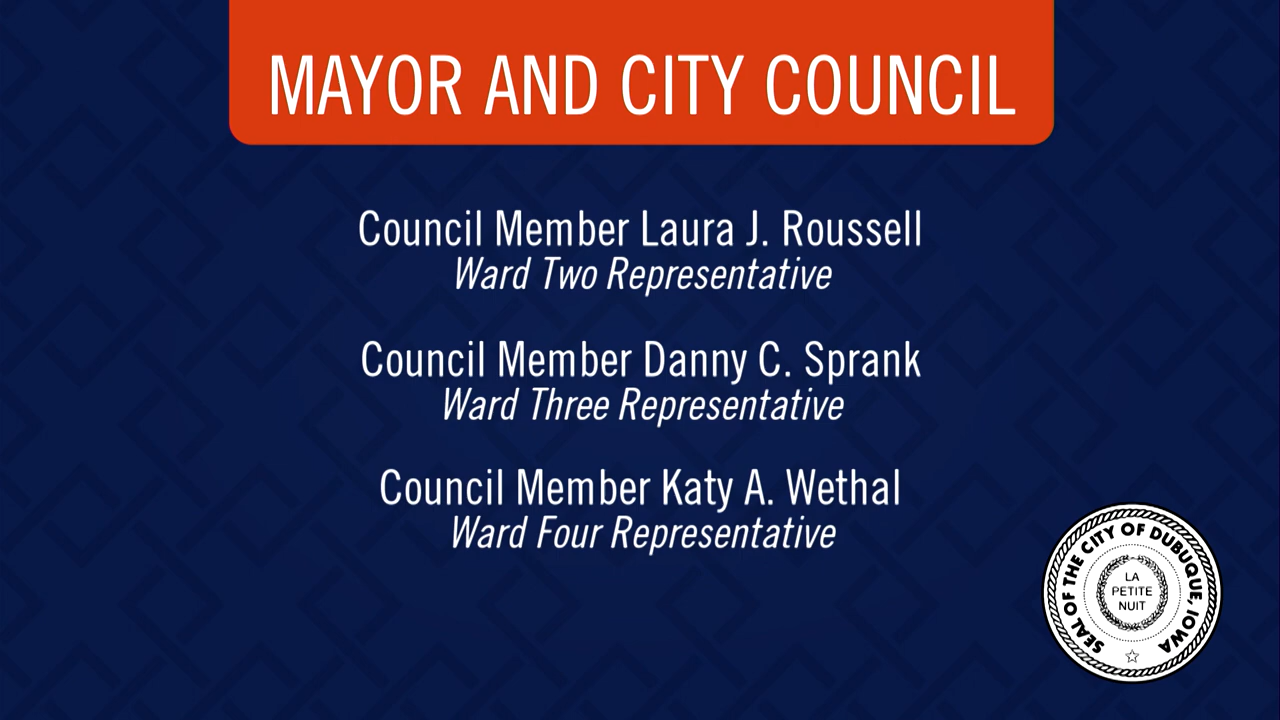 MAYOR AND CITY COUNCIL
Council Member Laura J. Roussell
Ward Two Representative
Council Member Danny C. Sprank
Ward Three Representative
Council Member Katy A. Wethal
Ward Four Representative
SEAL OF THE CITY OF DUBUQUE, IOWA
LA
PETITE
NUIT